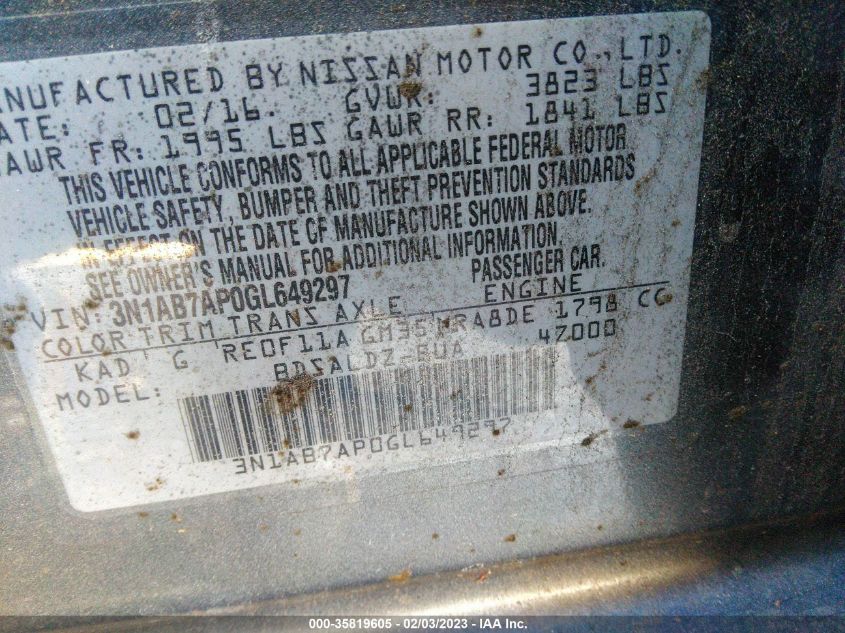 MANUFACTURED BY NISSAN MOTOR CO., LTD.
DATE: 02/16. GVWR: 3823 LBS
GAWR FR: 1995 LBS GAWR RR: 1841 LBS
THIS VEHICLE CONFORMS TO ALL APPLICABLE FEDERAL MOTOR
VEHICLE SAFETY, BUMPER AND THEFT PREVENTION STANDARDS
IN EFFECT ON THE DATE OF MANUFACTURE SHOWN ABOVE.
SEE OWNER'S MANUAL FOR ADDITIONAL INFORMATION.
VIN: 3N1AB7AP0GL649297 PASSENGER CAR.
COLOR TRIM TRANS AXLE ENGINE
KAD G RE0F11A GM35 MRA8DE 1798 CC
MODEL: BDSALDZ-EUA 4Z000
3N1AB7AP0GL649297
000-35819605 - 02/03/2023 - IAA Inc.